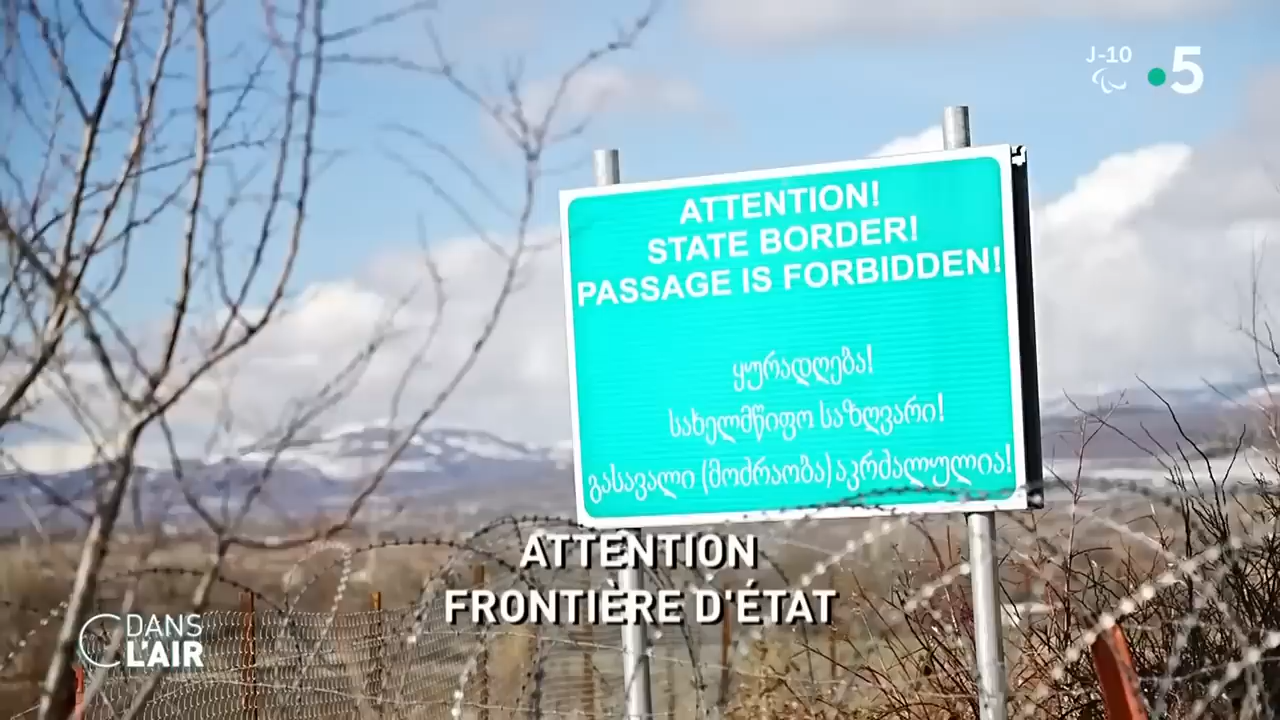 J-10
5
ATTENTION!
STATE BORDER!
PASSAGE IS FORBIDDEN!
ყურადღება!
სახელმწიფო საზღვარი!
გასავალი (მოძრაობა) აკრძალულია!
ATTENTION
FRONTIÈRE D'ÉTAT
C DANS
L'AIR